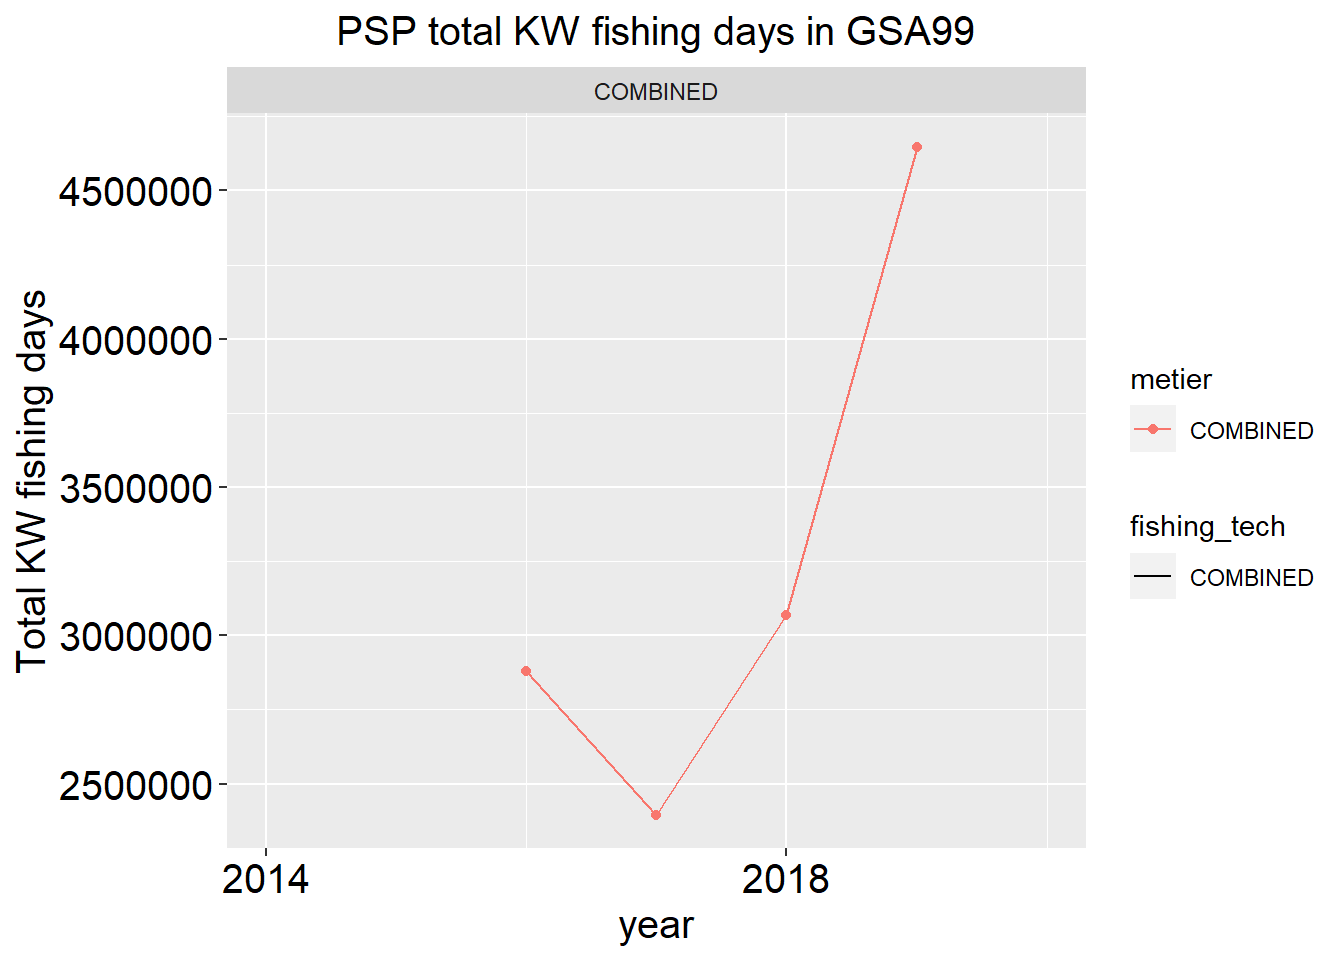 PSP total KW fishing days in GSA99
COMBINED
4500000
4000000
3500000
3000000
2500000
Total KW fishing days
2014
2018
year
metier
COMBINED
fishing_tech
COMBINED